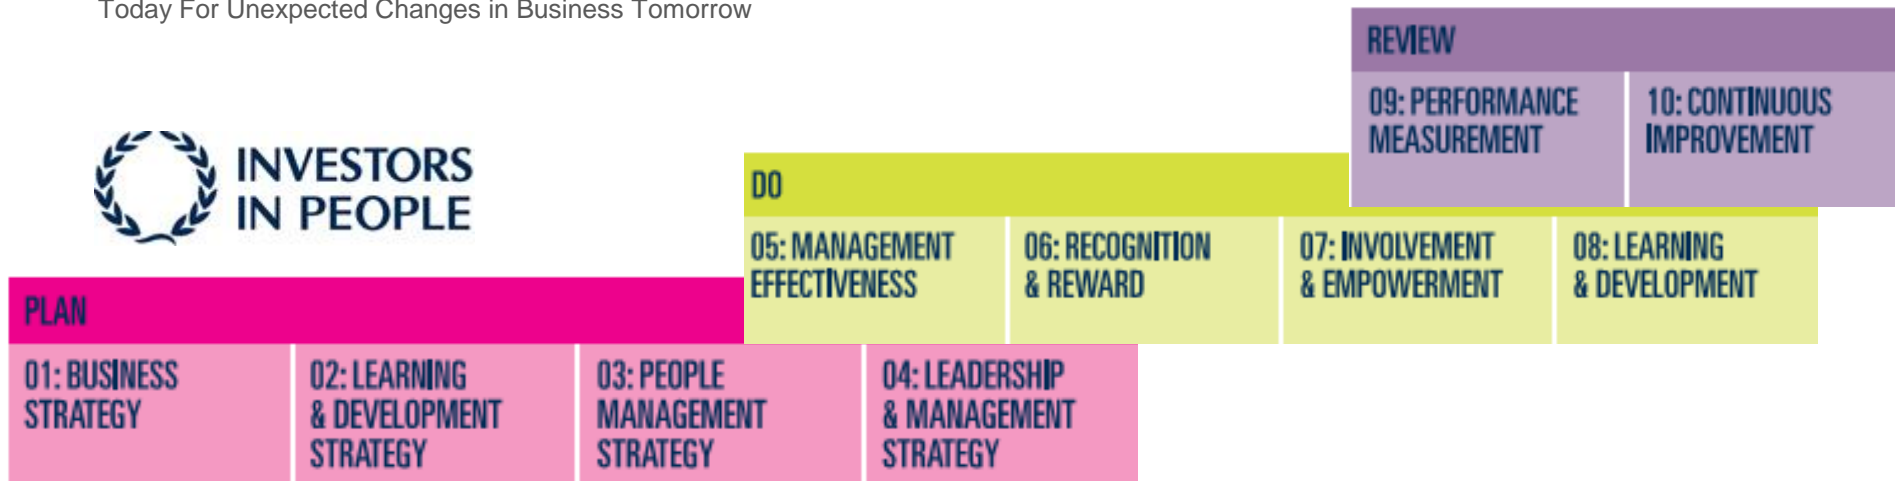 Today For Unexpected Changes in Business Tomorrow
INVESTORS
IN PEOPLE
PLAN
01: BUSINESS
STRATEGY
02: LEARNING
& DEVELOPMENT
STRATEGY
03: PEOPLE
MANAGEMENT
STRATEGY
04: LEADERSHIP
& MANAGEMENT
STRATEGY
DO
05: MANAGEMENT
EFFECTIVENESS
06: RECOGNITION
& REWARD
07: INVOLVEMENT
& EMPOWERMENT
08: LEARNING
& DEVELOPMENT
REVIEW
09: PERFORMANCE
MEASUREMENT
10: CONTINUOUS
IMPROVEMENT